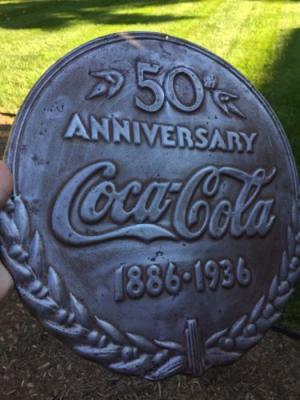 50TH
ANNIVERSARY
Coca-Cola
1886·1936